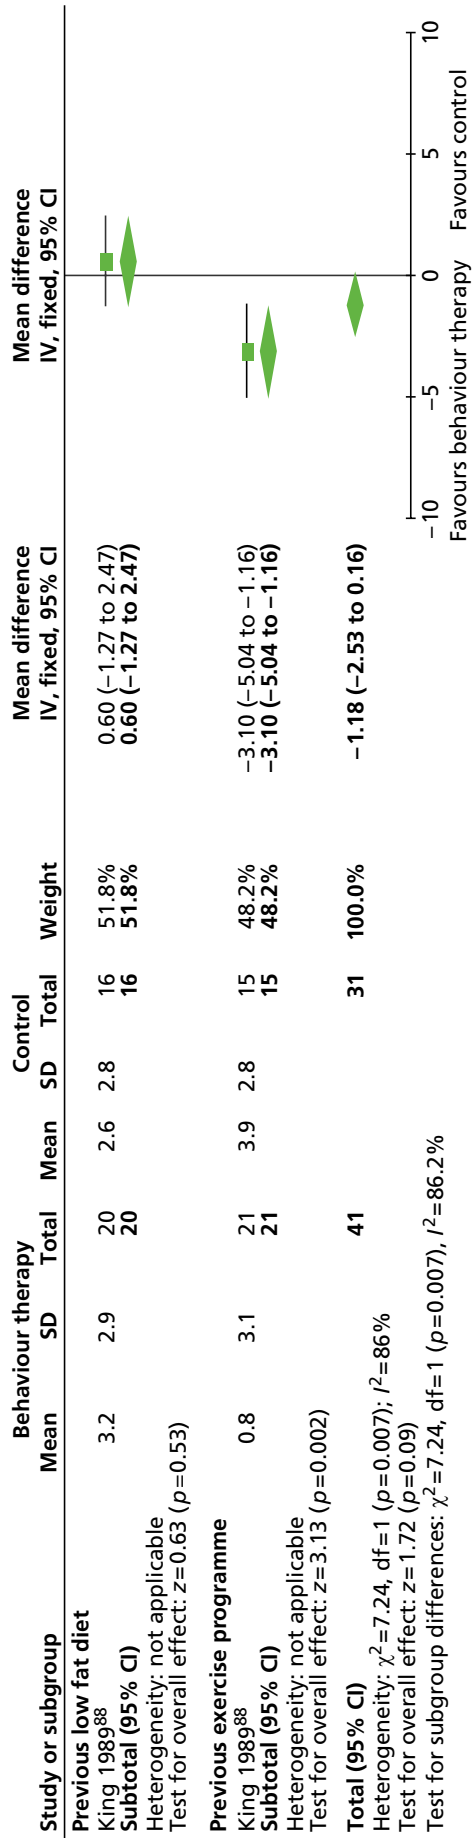 Behaviour therapy Control Mean difference Mean difference
Study or subgroup Mean SD Total Mean SD Total Weight IV, fixed, 95% CI IV, fixed, 95% CI
Previous low fat diet
King 1989⁸⁸ 3.2 2.9 20 2.6 2.8 16 51.8% 0.60 (−1.27 to 2.47)
Subtotal (95% CI) 20 16 51.8% 0.60 (−1.27 to 2.47)
Heterogeneity: not applicable
Test for overall effect: z=0.63 (p=0.53)
Previous exercise programme
King 1989⁸⁸ 0.8 3.1 21 3.9 2.8 15 48.2% −3.10 (−5.04 to −1.16)
Subtotal (95% CI) 21 15 48.2% −3.10 (−5.04 to −1.16)
Heterogeneity: not applicable
Test for overall effect: z=3.13 (p=0.002)
Total (95% CI) 41 31 100.0% −1.18 (−2.53 to 0.16)
Heterogeneity: χ²=7.24, df=1 (p=0.007); I²=86%
Test for overall effect: z=1.72 (p=0.09)
Test for subgroup differences: χ²=7.24, df=1 (p=0.007), I²=86.2%
−10 −5 0 5 10
Favours behaviour therapy Favours control